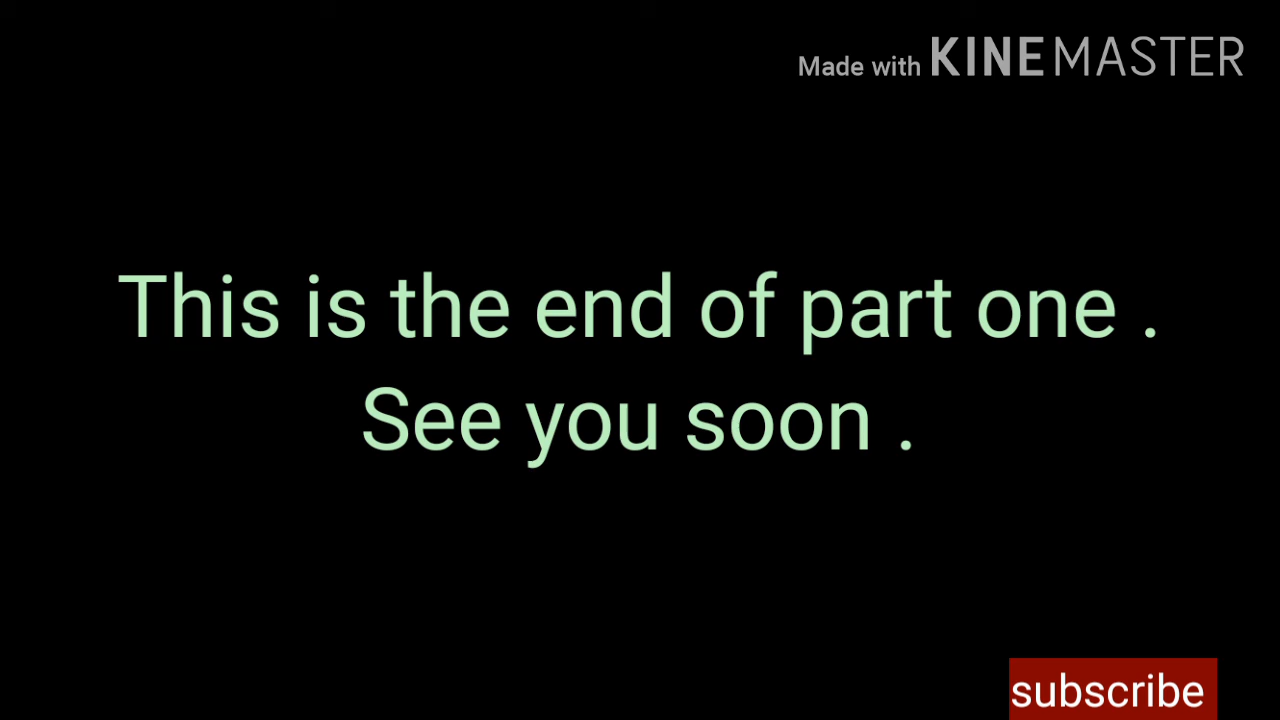 Made with KINEMASTER
This is the end of part one .
See you soon .
subscribe